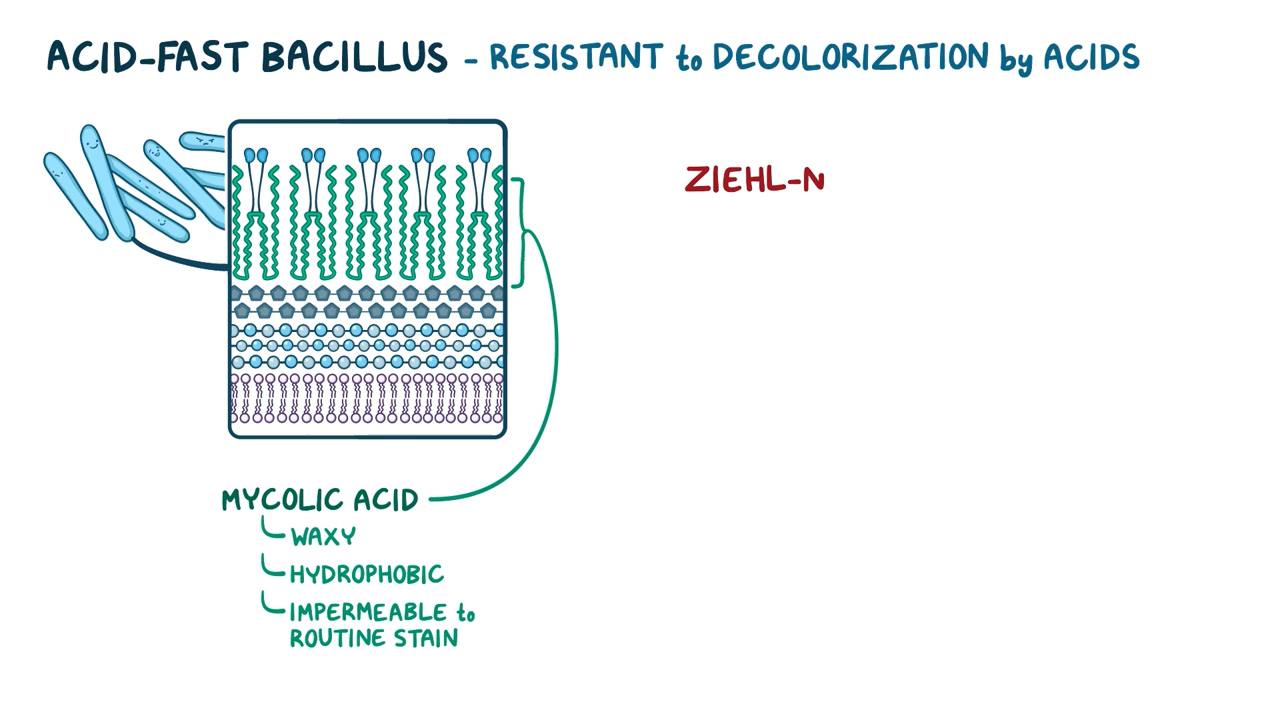 ACID-FAST BACILLUS - RESISTANT to DECOLORIZATION by ACIDS
ZIEHL-N
MYCOLIC ACID
WAXY
HYDROPHOBIC
IMPERMEABLE to
ROUTINE STAIN